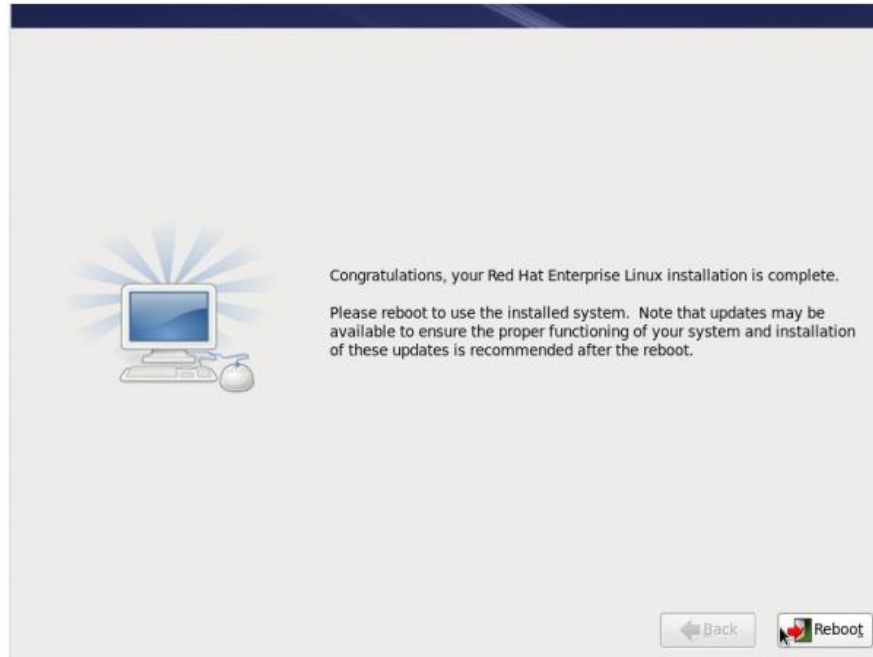 Congratulations, your Red Hat Enterprise Linux installation is complete.
Please reboot to use the installed system.  Note that updates may be
available to ensure the proper functioning of your system and installation
of these updates is recommended after the reboot.
Back
Reboot